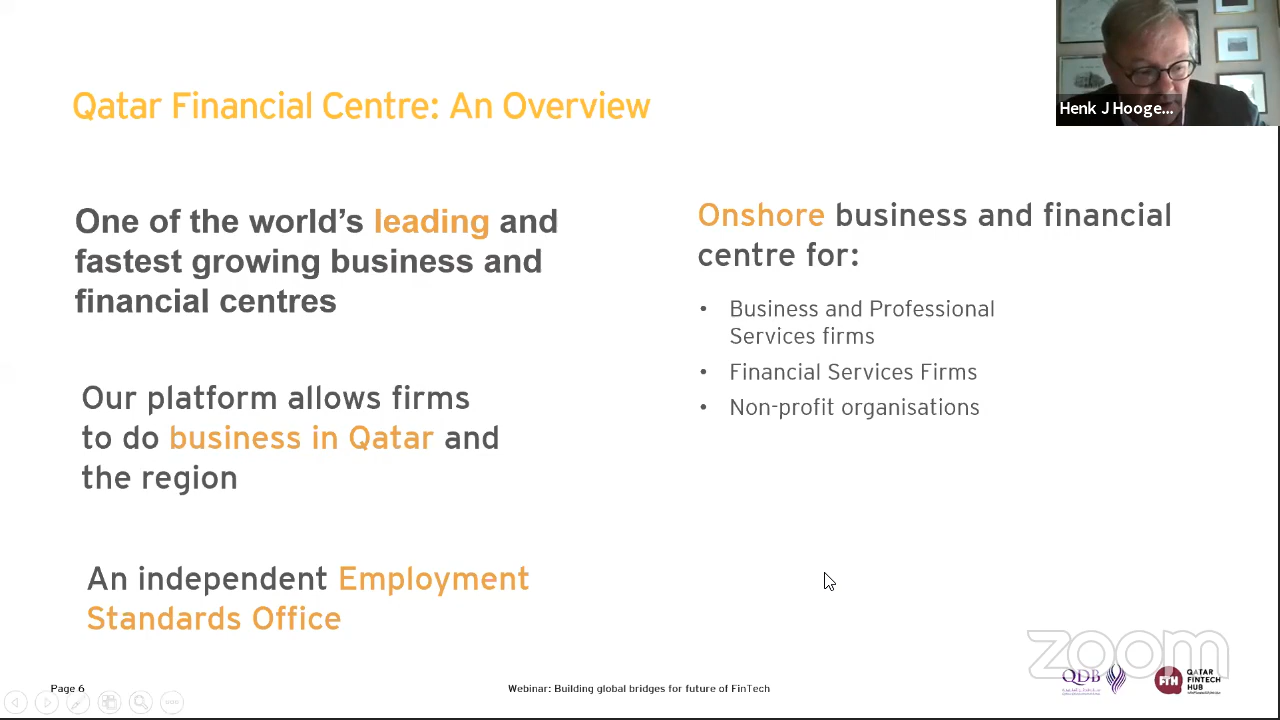 Qatar Financial Centre: An Overview
Henk J Hooge...
One of the world's leading and
fastest growing business and
financial centres
Our platform allows firms
to do business in Qatar and
the region
An independent Employment
Standards Office
Onshore business and financial
centre for:
• Business and Professional
Services firms
• Financial Services Firms
• Non-profit organisations
zoom
Page 6
Webinar: Building global bridges for future of FinTech
QDB
FTH
QATAR
FINTECH
HUB